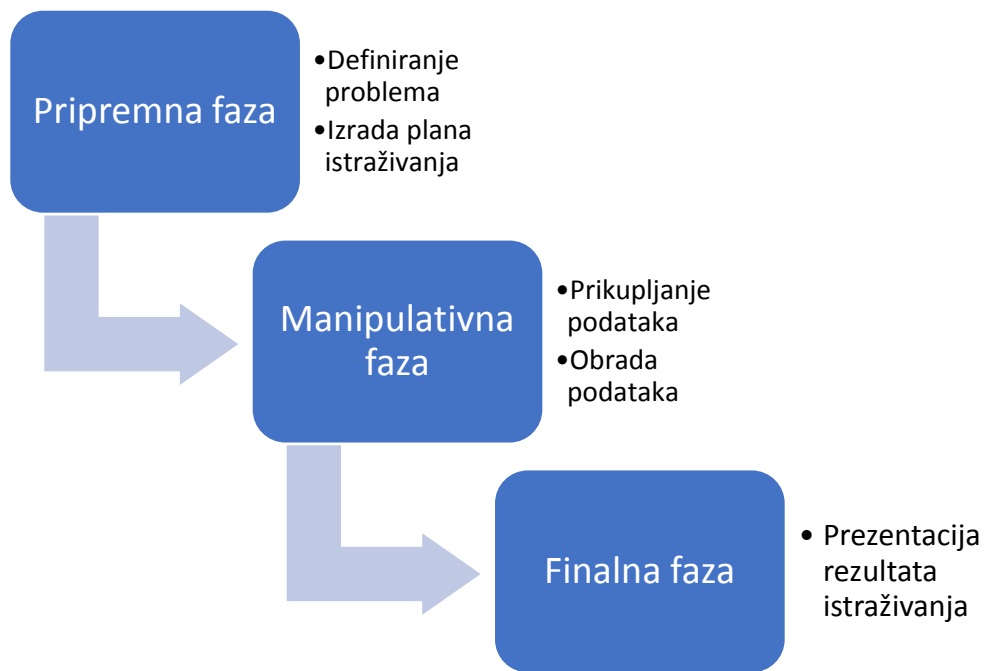 Pripremna faza
•Definiranje
problema
•Izrada plana
istraživanja
Manipulativna
faza
•Prikupljanje
podataka
•Obrada
podataka
Finalna faza
• Prezentacija
rezultata
istraživanja